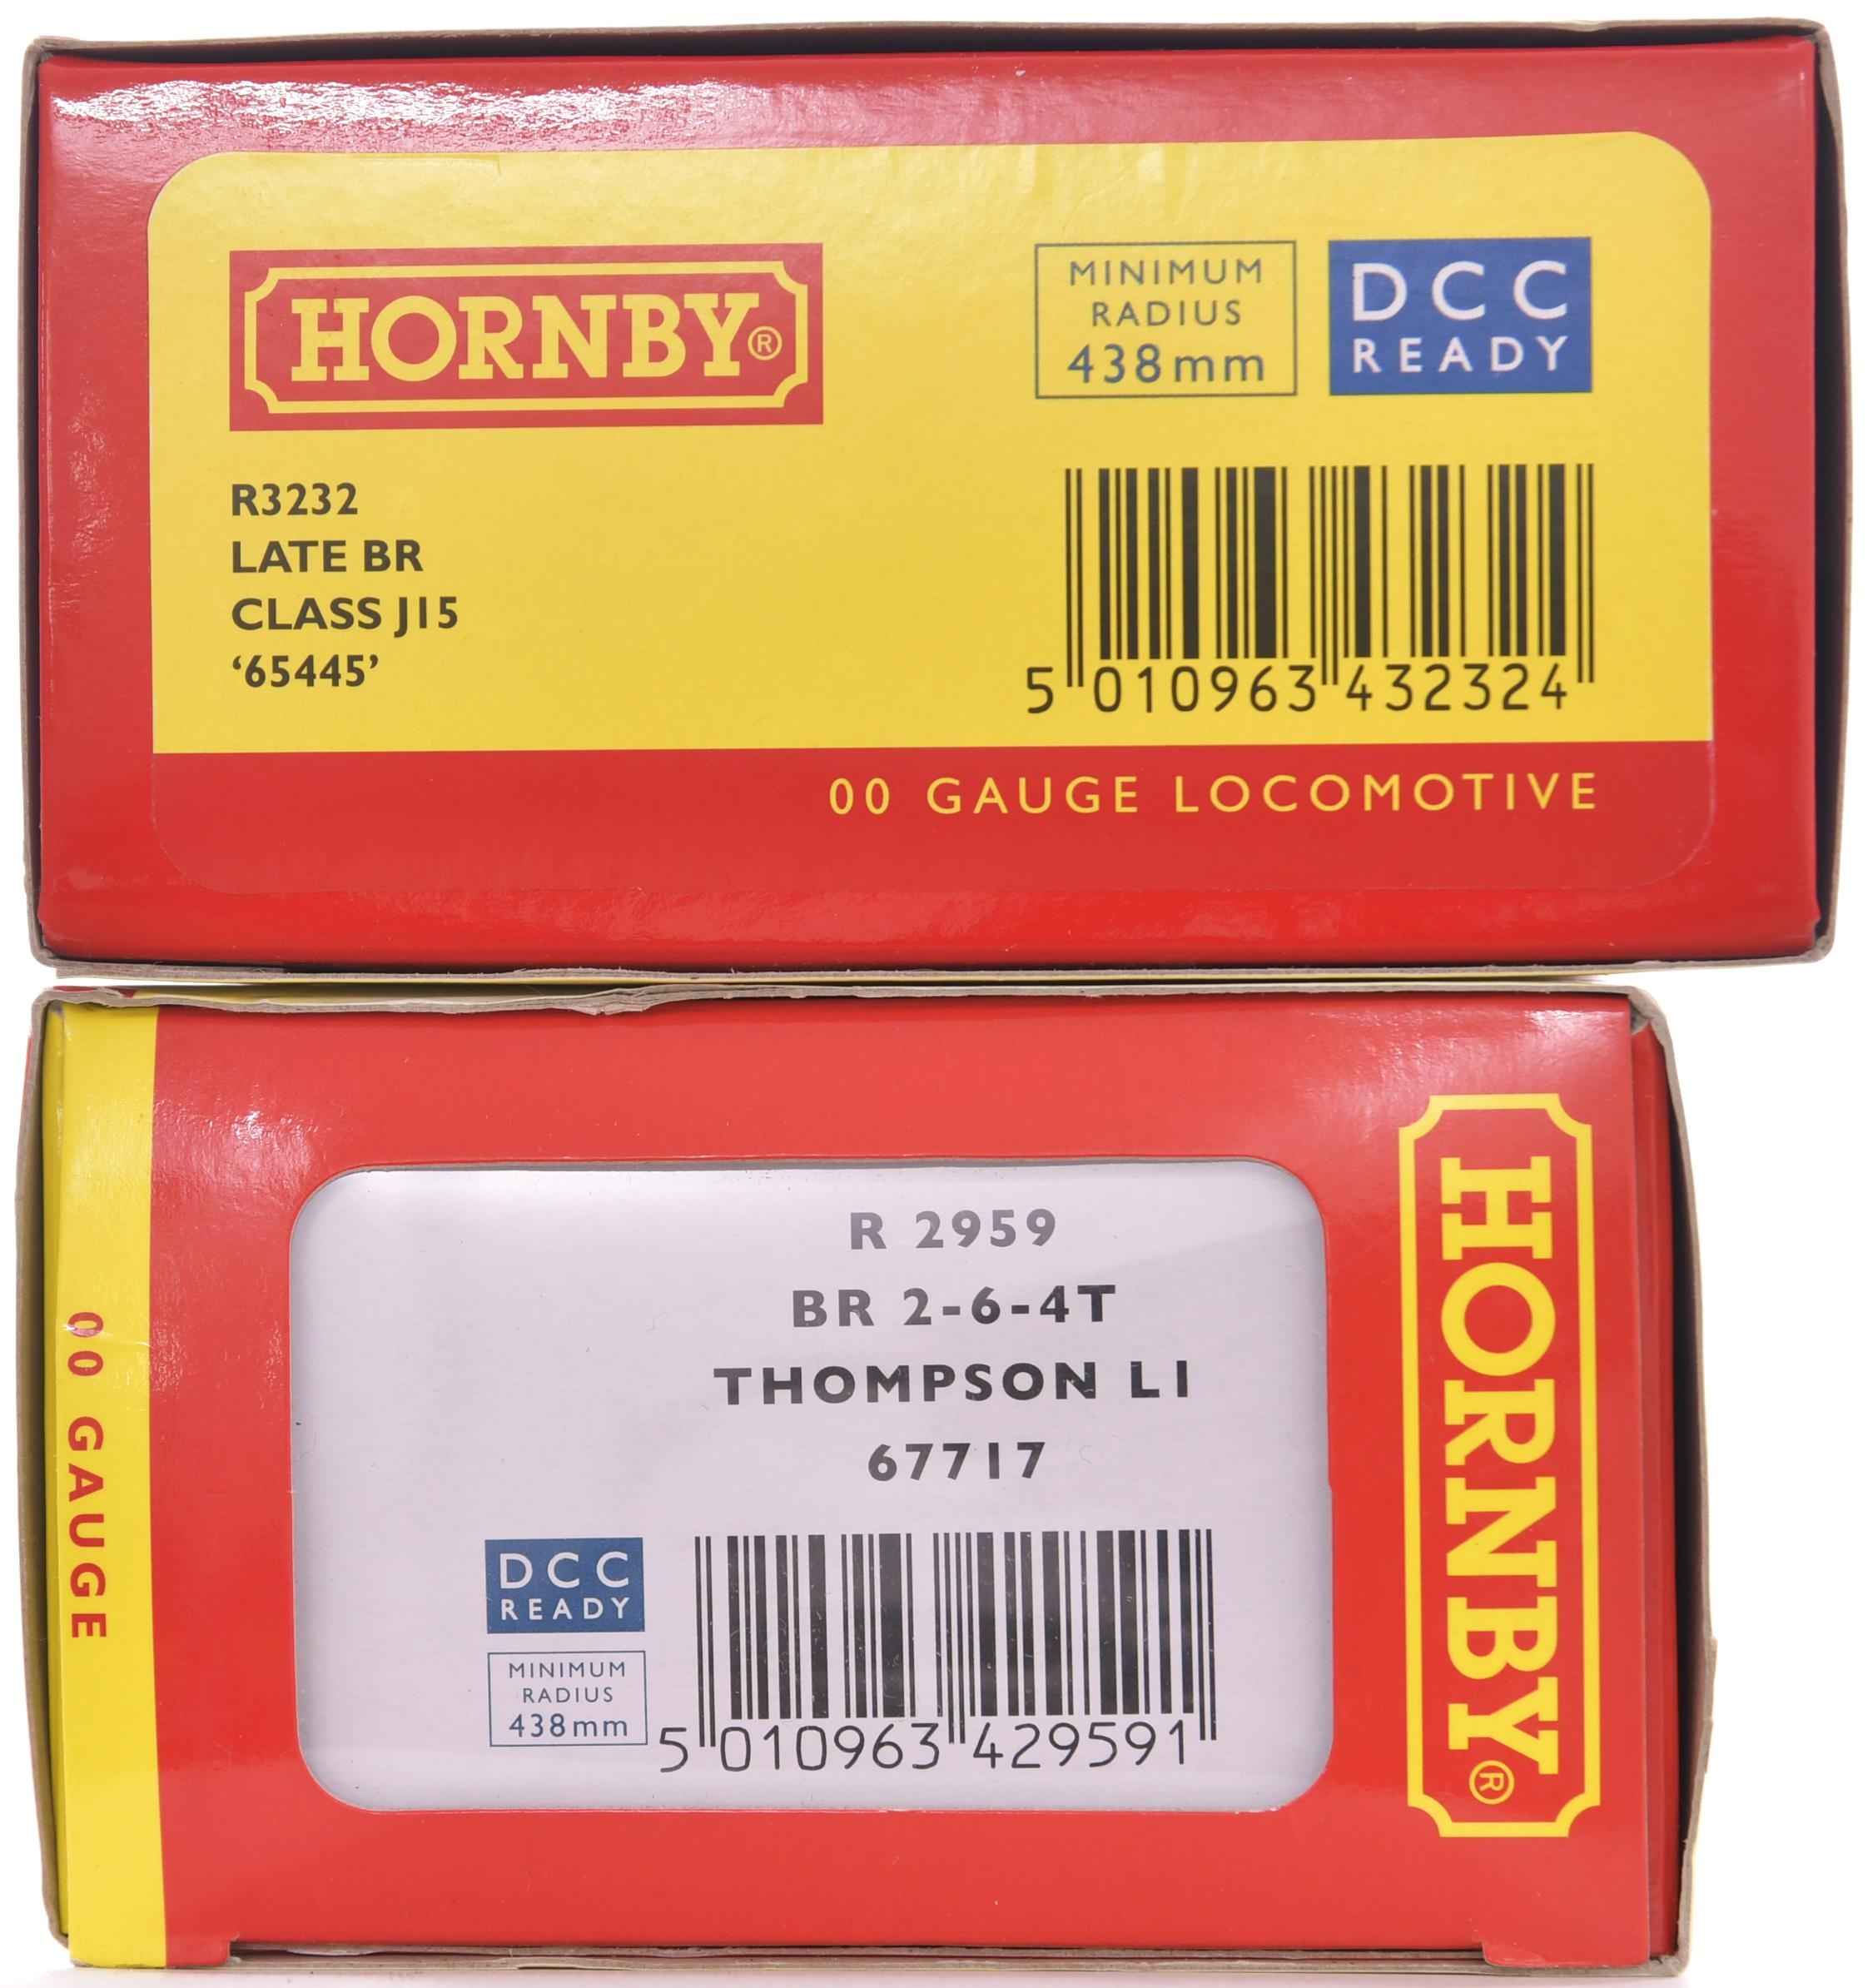 HORNBY®
MINIMUM
RADIUS
438mm
DCC
READY
R3232
LATE BR
CLASS J15
‘65445’
5 010963 432324
00 GAUGE LOCOMOTIVE
00 GAUGE
R 2959
BR 2-6-4T
THOMPSON L1
67717
DCC
READY
MINIMUM
RADIUS
438mm
5 010963 429591
HORNBY®